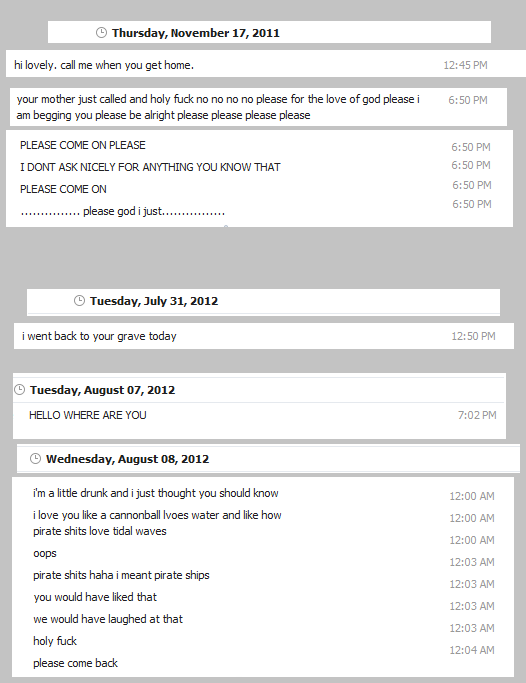 Thursday, November 17, 2011
hi lovely. call me when you get home. 12:45 PM
your mother just called and holy fuck no no no no please for the love of god please i 6:50 PM
am begging you please be alright please please please please
PLEASE COME ON PLEASE 6:50 PM
I DONT ASK NICELY FOR ANYTHING YOU KNOW THAT 6:50 PM
PLEASE COME ON 6:50 PM
............... please god i just................ 6:50 PM
Tuesday, July 31, 2012
i went back to your grave today 12:50 PM
Tuesday, August 07, 2012
HELLO WHERE ARE YOU 7:02 PM
Wednesday, August 08, 2012
i'm a little drunk and i just thought you should know 12:00 AM
i love you like a cannonball lvoes water and like how 12:00 AM
pirate shits love tidal waves 12:00 AM
oops 12:03 AM
pirate shits haha i meant pirate ships 12:03 AM
you would have liked that 12:03 AM
we would have laughed at that 12:03 AM
holy fuck 12:04 AM
please come back